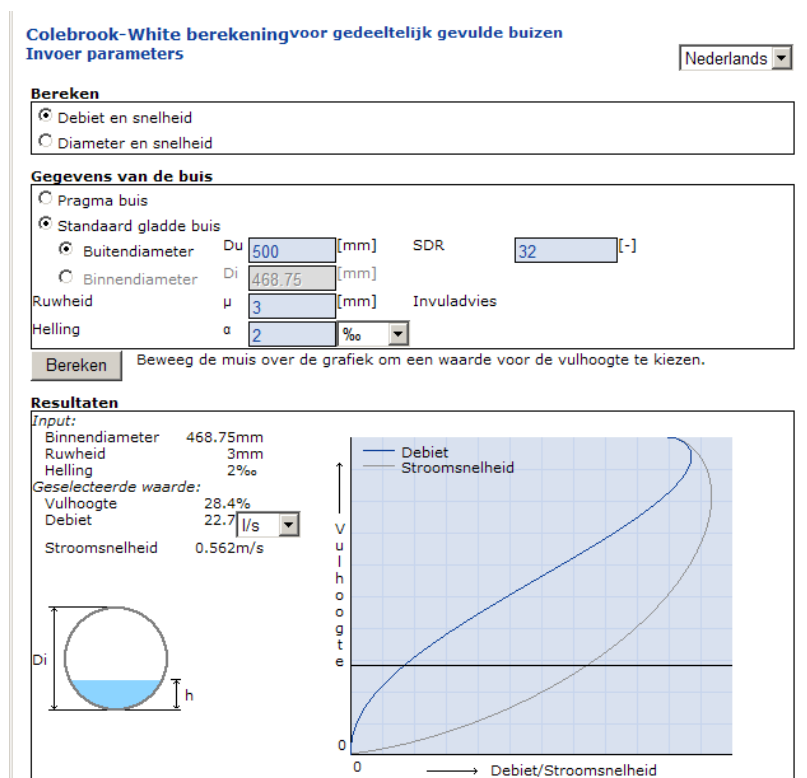 Colebrook-White berekening voor gedeeltelijk gevulde buizen
Invoer parameters
Nederlands
Bereken
Debiet en snelheid
Diameter en snelheid
Gegevens van de buis
Pragma buis
Standaard gladde buis
Buitendiameter Du 500 [mm] SDR 32 [-]
Binnendiameter Di 468.75 [mm]
Ruwheid µ 3 [mm] Invuladvies
Helling α 2 ‰
Bereken Beweeg de muis over de grafiek om een waarde voor de vulhoogte te kiezen.
Resultaten
Input:
Binnendiameter 468.75mm
Ruwheid 3mm
Helling 2‰
Geselecteerde waarde:
Vulhoogte 28.4%
Debiet 22.7 l/s
Stroomsnelheid 0.562m/s
Di
h
Debiet
Stroomsnelheid
Vulhoogte
0
0
Debiet/Stroomsnelheid